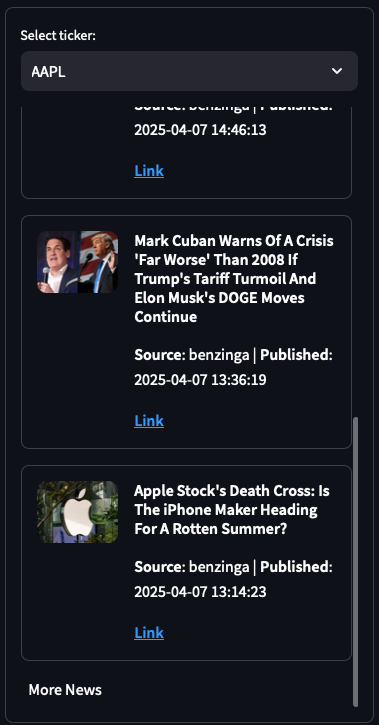 Select ticker:
AAPL
Source: benzinga | Published:
2025-04-07 14:46:13
Link
Mark Cuban Warns Of A Crisis
'Far Worse' Than 2008 If
Trump's Tariff Turmoil And
Elon Musk's DOGE Moves
Continue
Source: benzinga | Published:
2025-04-07 13:36:19
Link
Apple Stock's Death Cross: Is
The iPhone Maker Heading
For A Rotten Summer?
Source: benzinga | Published:
2025-04-07 13:14:23
Link
More News